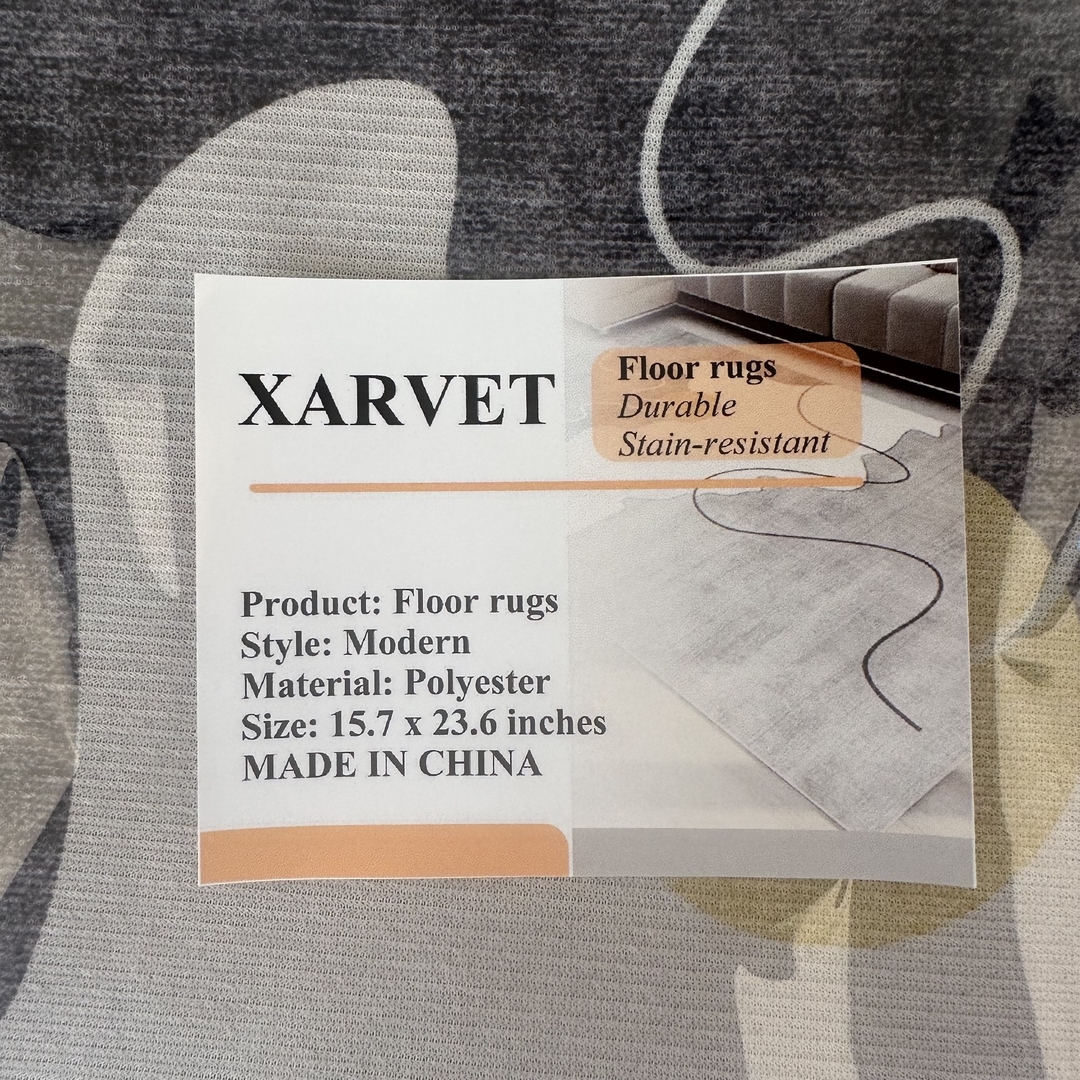 XARVET
Floor rugs
Durable
Stain-resistant
Product: Floor rugs
Style: Modern
Material: Polyester
Size: 15.7 x 23.6 inches
MADE IN CHINA